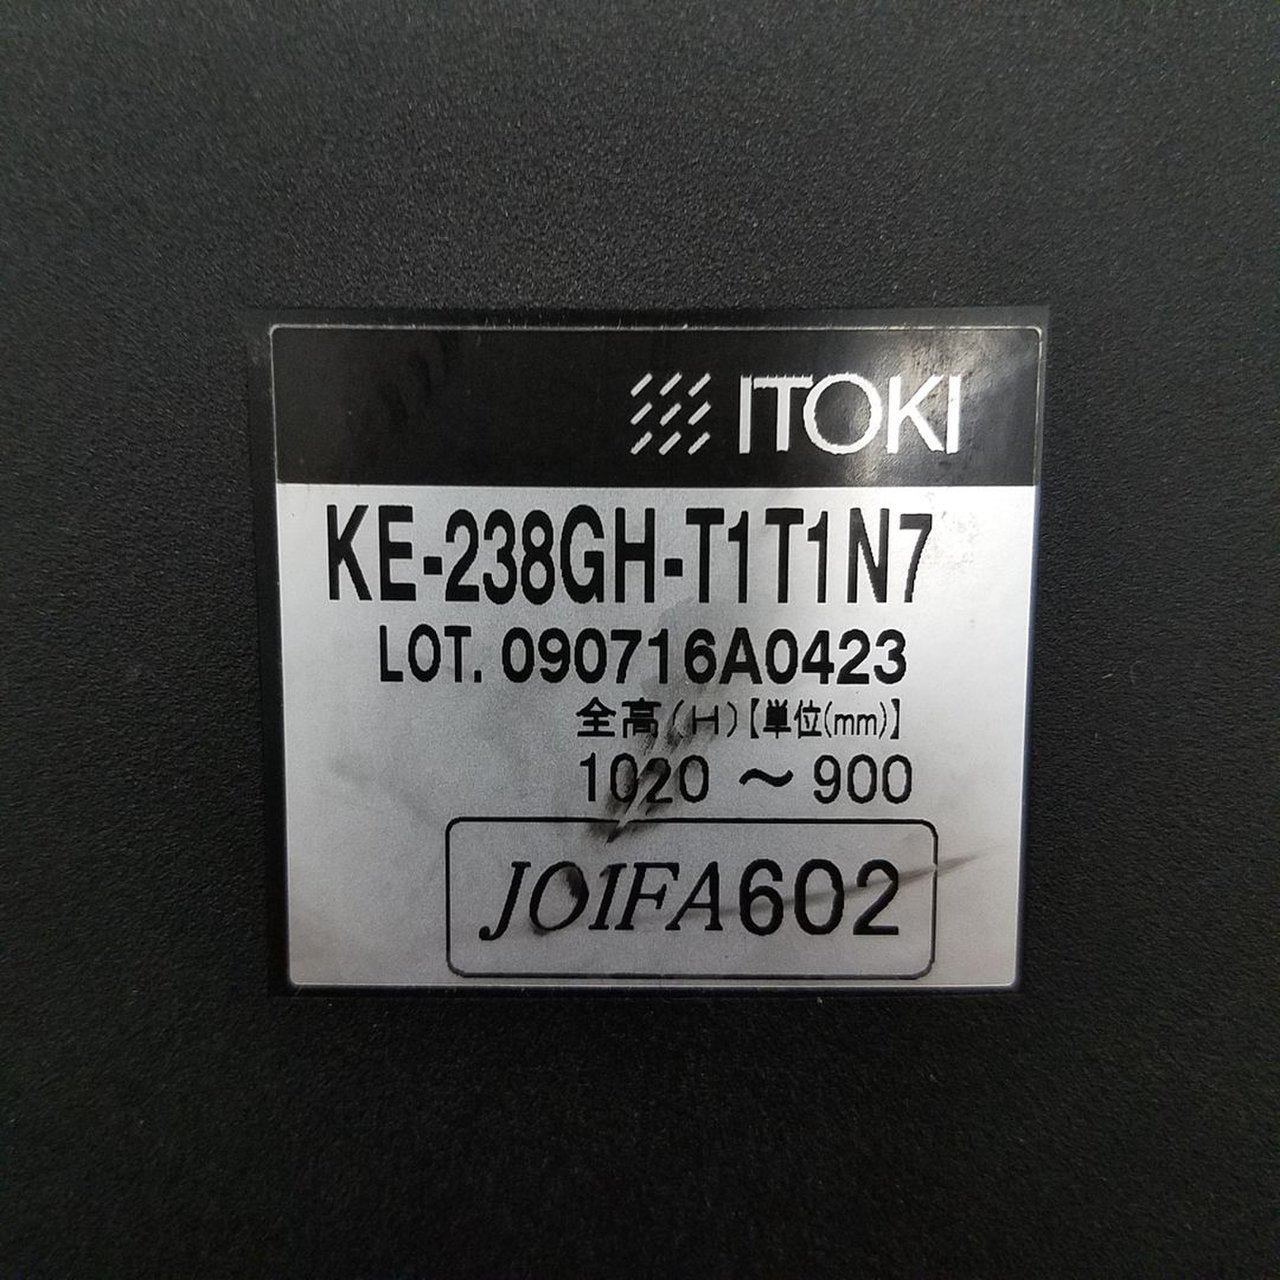 ITOKI
KE-238GH-T1T1N7
LOT. 090716A0423
全高(H)【単位(mm)】
1020 〜 900
JOIFA602